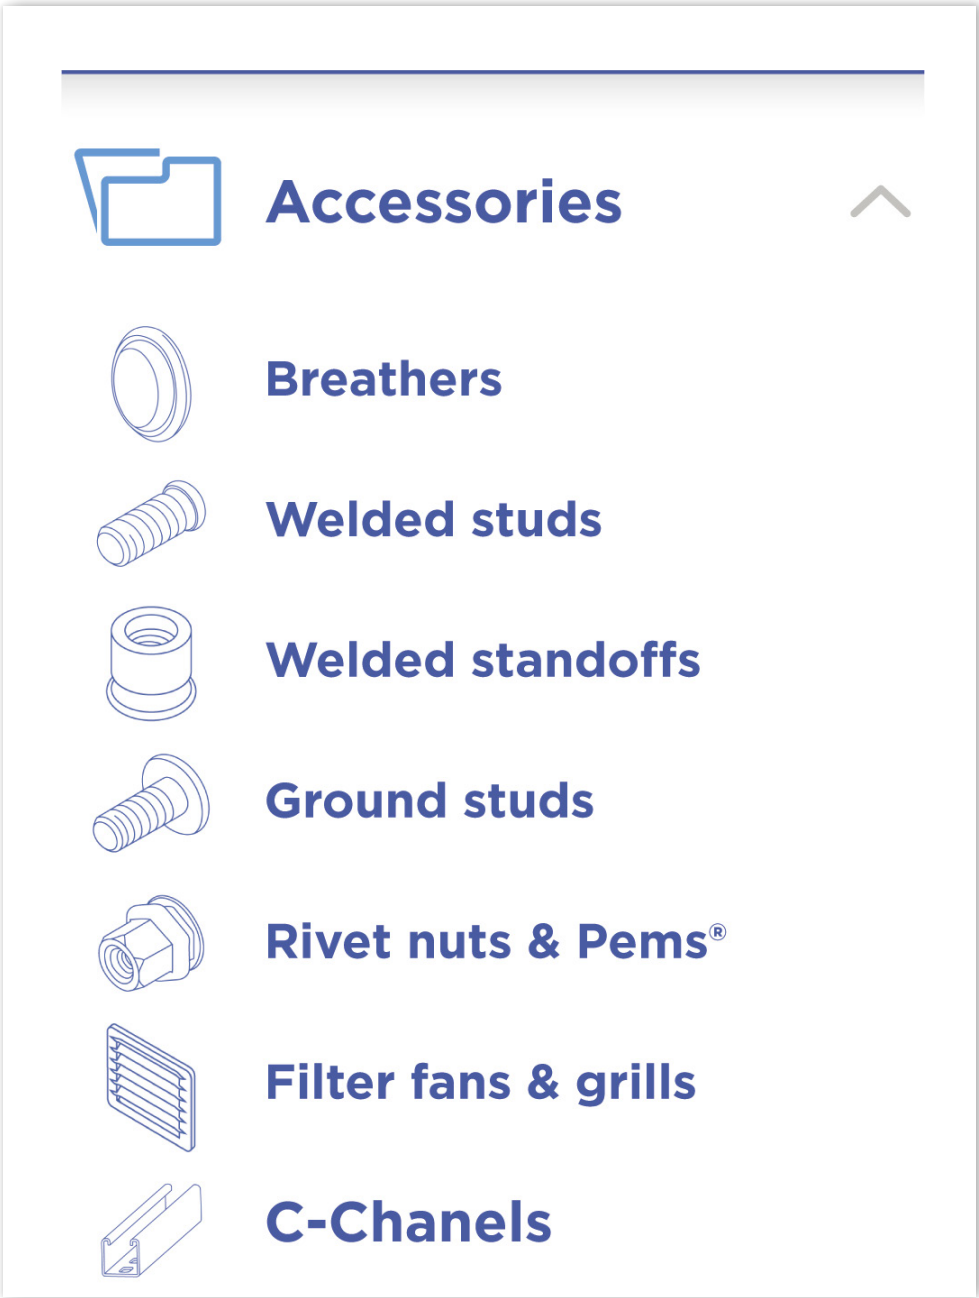 Accessories
Breathers
Welded studs
Welded standoffs
Ground studs
Rivet nuts & Pems®
Filter fans & grills
C-Chanels